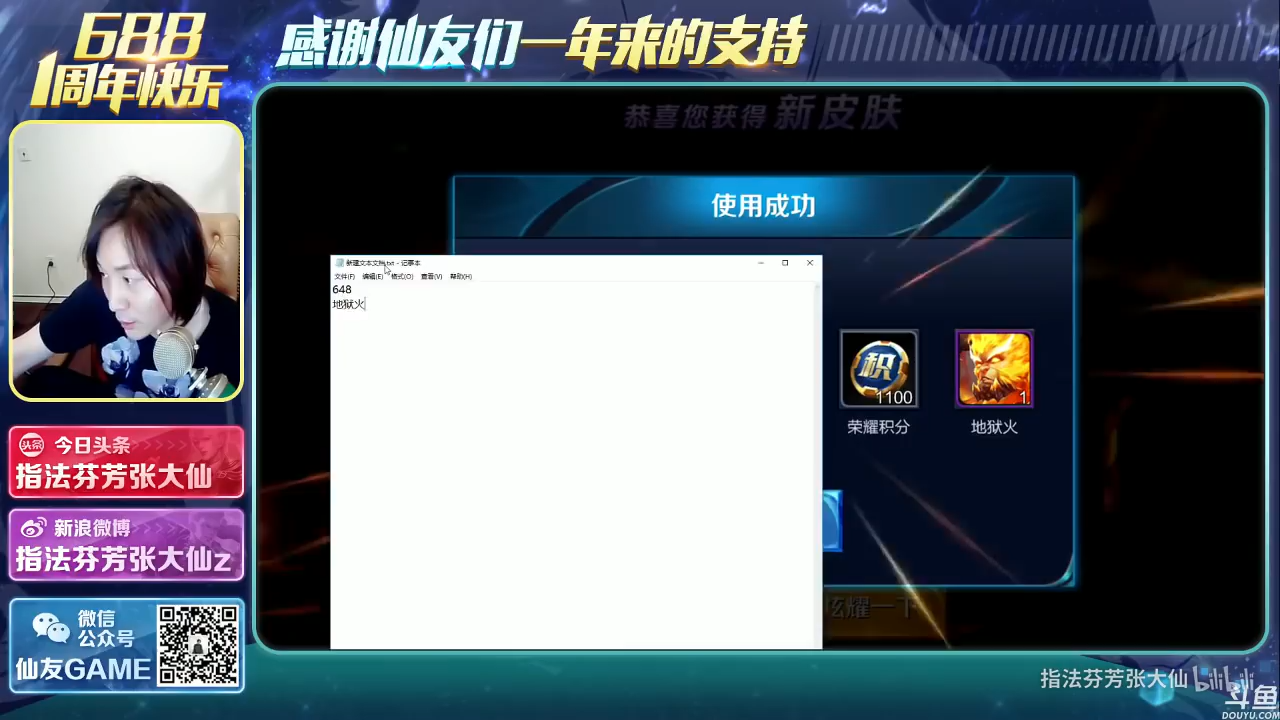 688
1周年快乐
感谢仙友们一年来的支持
恭喜您获得 新皮肤
使用成功
新建文本文档.txt - 记事本
文件(F) 编辑(E) 格式(O) 查看(V) 帮助(H)
648
地狱火
积
1100
1
荣耀积分
地狱火
炫耀一下
头条
今日头条
指法芬芳张大仙
新浪微博
指法芬芳张大仙z
微信
公众号
仙友GAME
指法芬芳张大仙 bilibili
斗鱼
DOUYU.COM